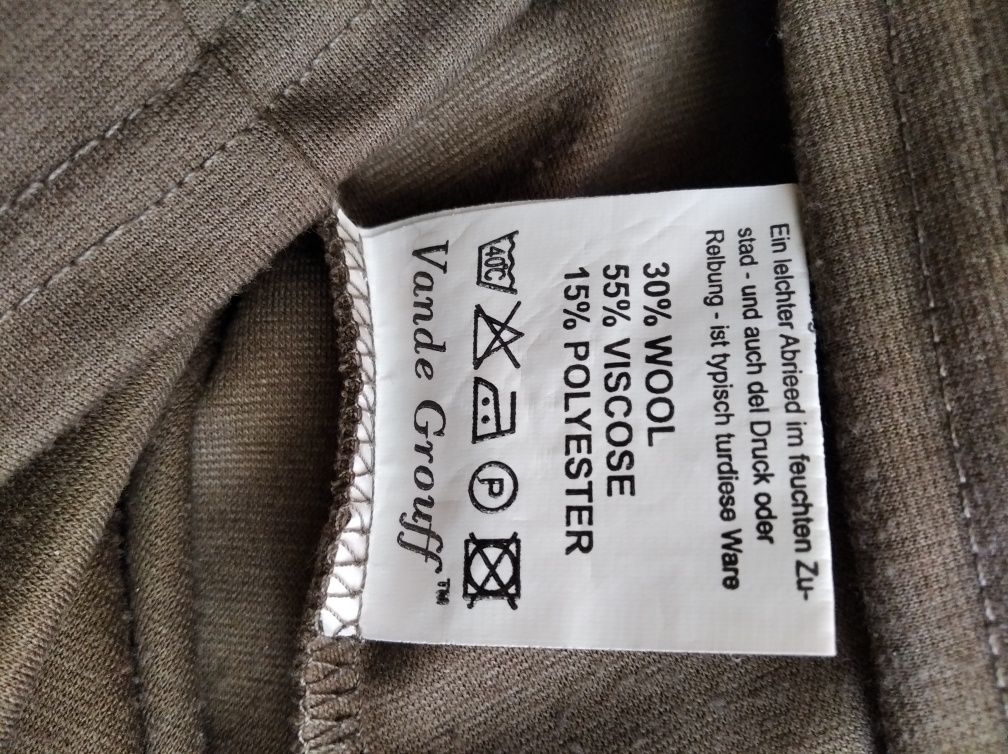 Vande Grouff™
40C
P
30% WOOL
55% VISCOSE
15% POLYESTER
Ein leichter Abrieed im feuchten Zu-
stad - und auch del Druck oder
Relbung - ist typisch turdiese Ware